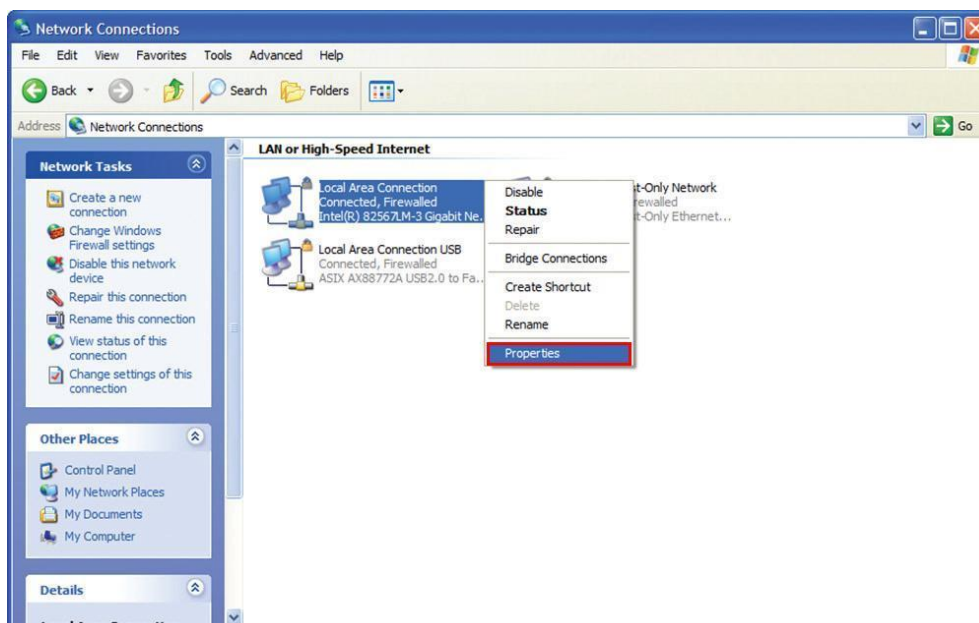 Network Connections
File Edit View Favorites Tools Advanced Help
Back Search Folders
Address Network Connections Go
Network Tasks
Create a new
connection
Change Windows
Firewall settings
Disable this network
device
Repair this connection
Rename this connection
View status of this
connection
Change settings of this
connection
Other Places
Control Panel
My Network Places
My Documents
My Computer
Details
LAN or High-Speed Internet
Local Area Connection
Connected, Firewalled
Intel(R) 82567LM-3 Gigabit Ne...
Local Area Connection USB
Connected, Firewalled
ASIX AX88772A USB2.0 to Fa...
Disable
Status
Repair
Bridge Connections
Create Shortcut
Delete
Rename
Properties
st-Only Network
rewalled
st-Only Ethernet...